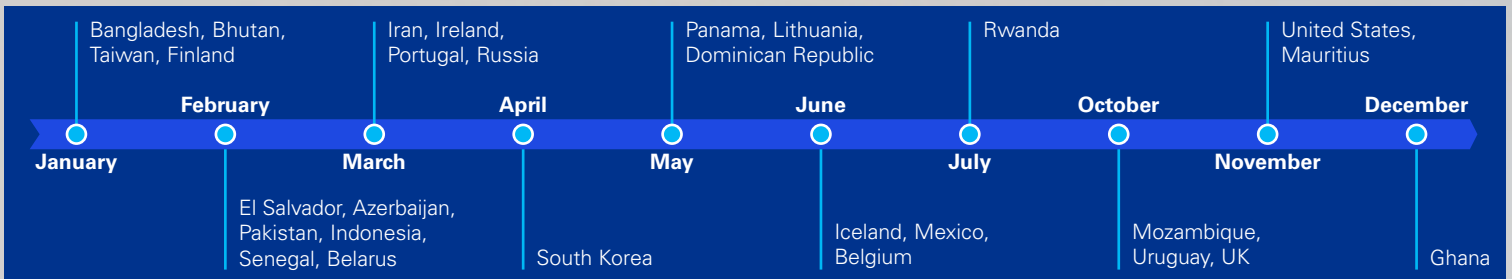 Bangladesh, Bhutan,
Taiwan, Finland
January
February
El Salvador, Azerbaijan,
Pakistan, Indonesia,
Senegal, Belarus
Iran, Ireland,
Portugal, Russia
March
April
South Korea
Panama, Lithuania,
Dominican Republic
May
June
Iceland, Mexico,
Belgium
Rwanda
July
October
Mozambique,
Uruguay, UK
United States,
Mauritius
November
December
Ghana